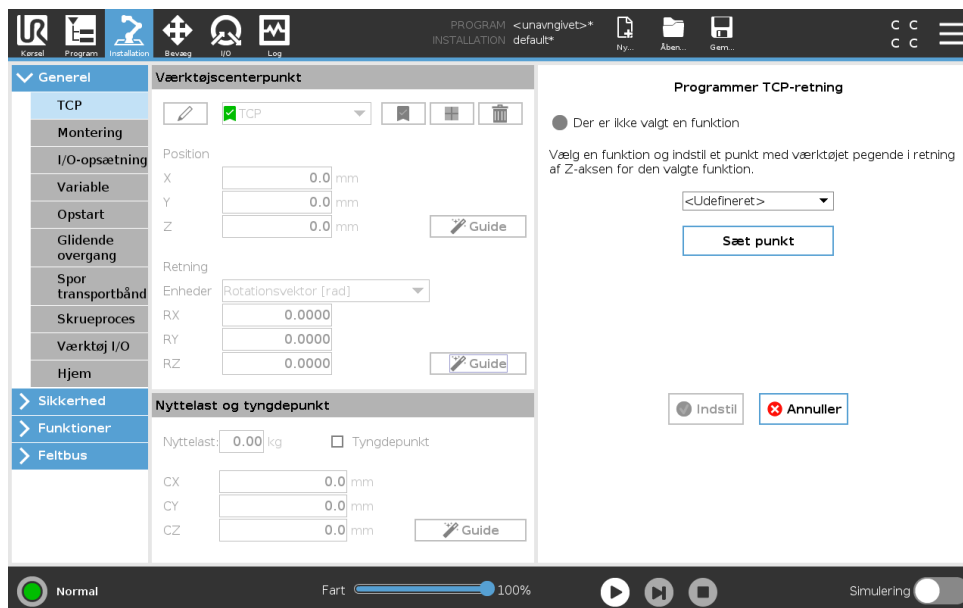 PROGRAM <unavngivet>*
INSTALLATION default*
Kørsel
Program
Installation
Bevæg
I/O
Log
Ny...
Åben...
Gem...
C C
C C
Generel
TCP
Montering
I/O-opsætning
Variable
Opstart
Glidende
overgang
Spor
transportbånd
Skrueproces
Værktøj I/O
Hjem
Sikkerhed
Funktioner
Feltbus
Værktøjscenterpunkt
TCP
Position
X 0.0 mm
Y 0.0 mm
Z 0.0 mm
Guide
Retning
Enheder Rotationsvektor [rad]
RX 0.0000
RY 0.0000
RZ 0.0000
Guide
Nyttelast og tyngdepunkt
Nyttelast: 0.00 kg
Tyngdepunkt
CX 0.0 mm
CY 0.0 mm
CZ 0.0 mm
Guide
Programmer TCP-retning
Der er ikke valgt en funktion
Vælg en funktion og indstil et punkt med værktøjet pegende i retning
af Z-aksen for den valgte funktion.
<Udefineret>
Sæt punkt
Indstil
Annuller
Normal
Fart 100%
Simulering